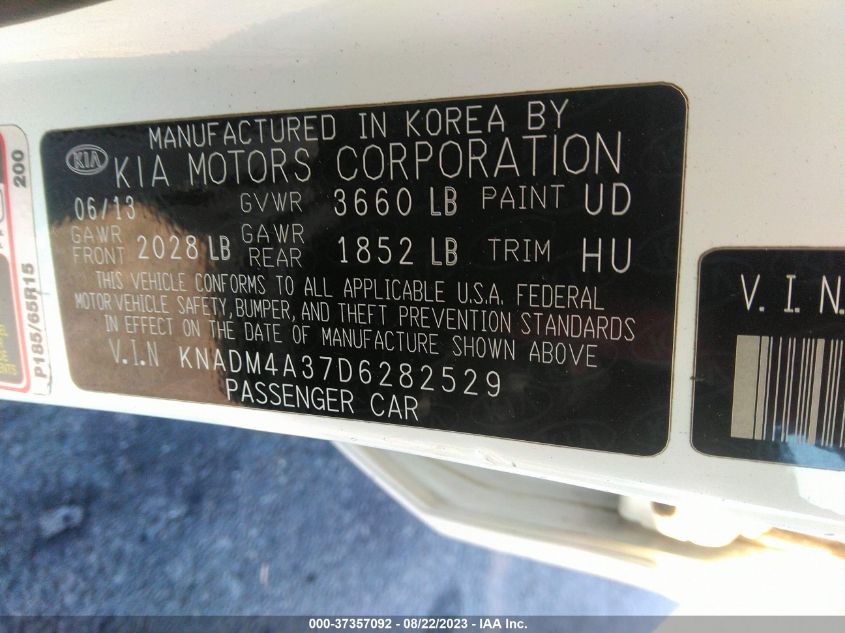 MANUFACTURED IN KOREA BY
KIA KIA MOTORS CORPORATION
06/13 GVWR 3660 LB PAINT UD
GAWR FRONT 2028 LB GAWR REAR 1852 LB TRIM HU
THIS VEHICLE CONFORMS TO ALL APPLICABLE U.S.A. FEDERAL
MOTOR VEHICLE SAFETY, BUMPER, AND THEFT PREVENTION STANDARDS
IN EFFECT ON THE DATE OF MANUFACTURE SHOWN ABOVE
V.I.N KNADM4A37D6282529
PASSENGER CAR
V. I. N.
P185/65R15 200
000-37357092 - 08/22/2023 - IAA Inc.